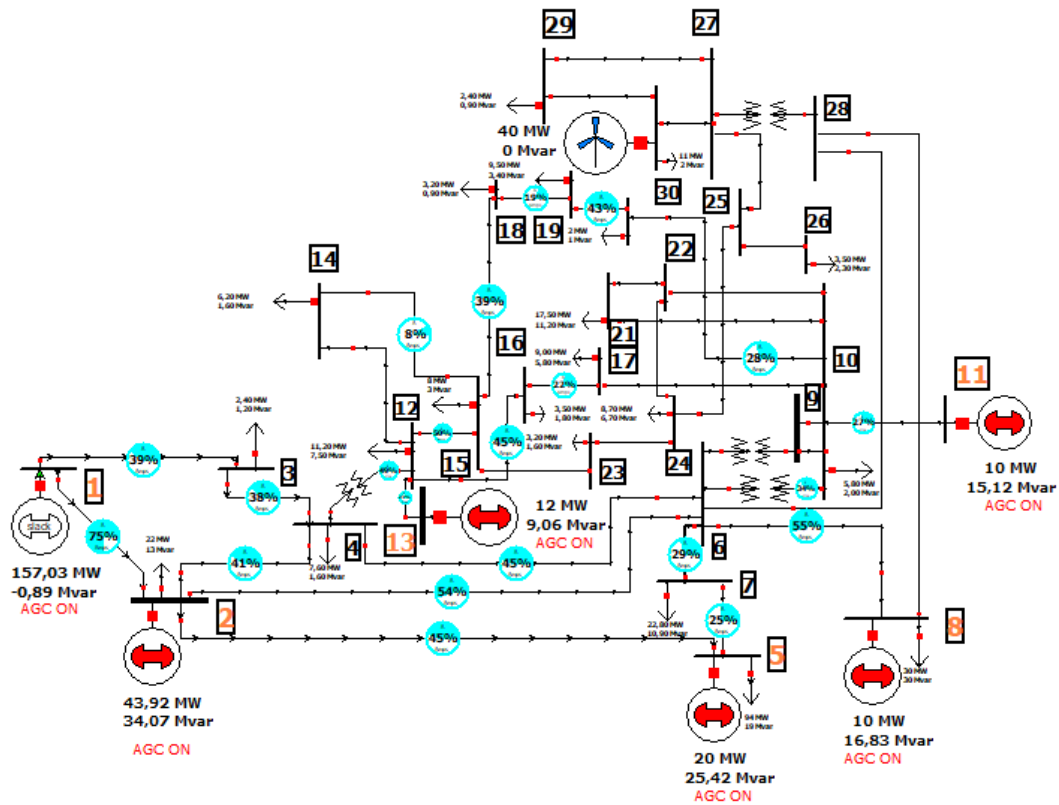 29
27
28
2,40 MW
0,90 Mvar
40 MW
0 Mvar
11 MW
2 Mvar
30
9,50 MW
3,40 Mvar
3,20 MW
0,90 Mvar
19%
43%
18
19
2 MW
1 Mvar
25
26
3,50 MW
2,30 Mvar
14
22
6,20 MW
1,60 Mvar
39%
8%
16
17,50 MW
11,20 Mvar
21
17
10
28%
9,00 MW
5,80 Mvar
22%
12
8 MW
2 Mvar
3,50 MW
1,80 Mvar
8,70 MW
6,70 Mvar
9
11
27%
2,40 MW
1,20 Mvar
11,20 MW
7,50 Mvar
45%
3,20 MW
1,60 Mvar
15
23
24
39%
1
3
38%
5,80 MW
2,00 Mvar
10 MW
15,12 Mvar
AGC ON
slack
75%
13
12 MW
9,06 Mvar
AGC ON
4
6
55%
22 MW
13 Mvar
41%
7,60 MW
1,60 Mvar
45%
29%
157,03 MW
-0,89 Mvar
AGC ON
54%
7
2
45%
22,80 MW
10,90 Mvar
25%
5
8
30 MW
30 Mvar
43,92 MW
34,07 Mvar
AGC ON
94 MW
19 Mvar
10 MW
16,83 Mvar
AGC ON
20 MW
25,42 Mvar
AGC ON